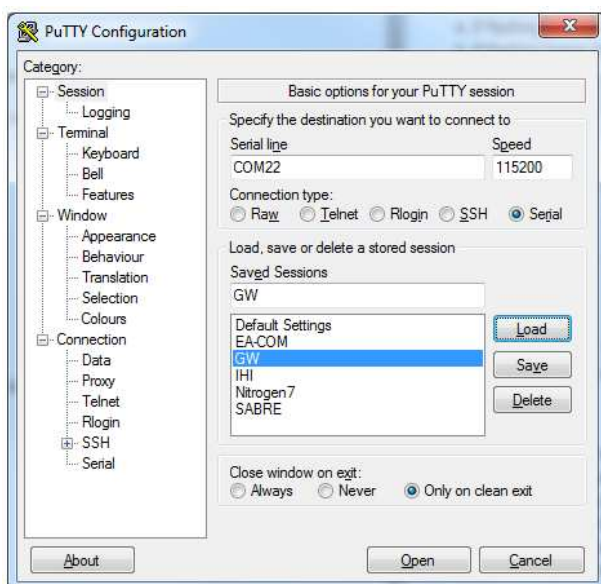 PuTTY Configuration
Category:
Session
Logging
Terminal
Keyboard
Bell
Features
Window
Appearance
Behaviour
Translation
Selection
Colours
Connection
Data
Proxy
Telnet
Rlogin
SSH
Serial
Basic options for your PuTTY session
Specify the destination you want to connect to
Serial line Speed
COM22 115200
Connection type:
Raw Telnet Rlogin SSH Serial
Load, save or delete a stored session
Saved Sessions
GW
Default Settings
EA-COM
GW
IHI
Nitrogen7
SABRE
Load
Save
Delete
Close window on exit:
Always Never Only on clean exit
About Open Cancel